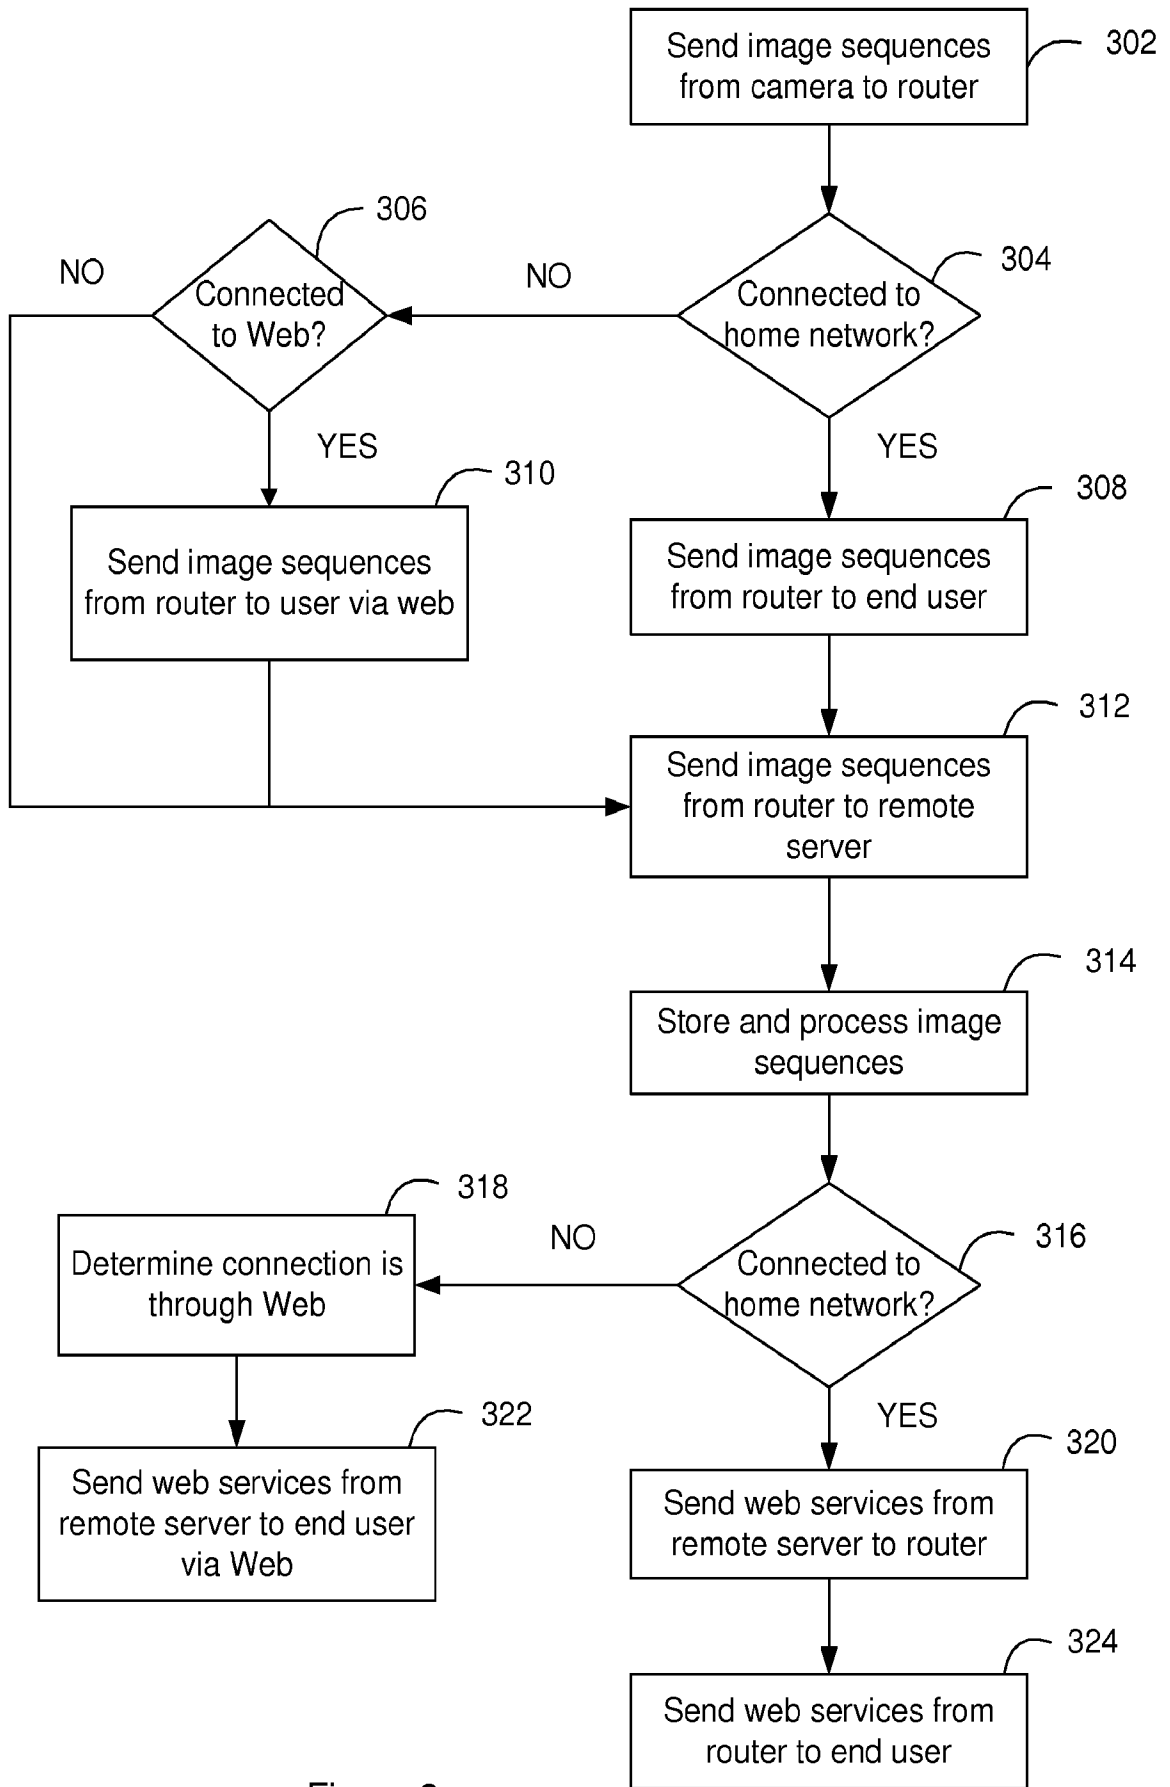 Send image sequences
from camera to router
302
306
304
NO
NO
Connected
to Web?
Connected to
home network?
YES
YES
310
308
Send image sequences
from router to user via web
Send image sequences
from router to end user
312
Send image sequences
from router to remote
server
314
Store and process image
sequences
318
316
NO
Determine connection is
through Web
Connected to
home network?
YES
322
320
Send web services from
remote server to end user
via Web
Send web services from
remote server to router
324
Send web services from
router to end user